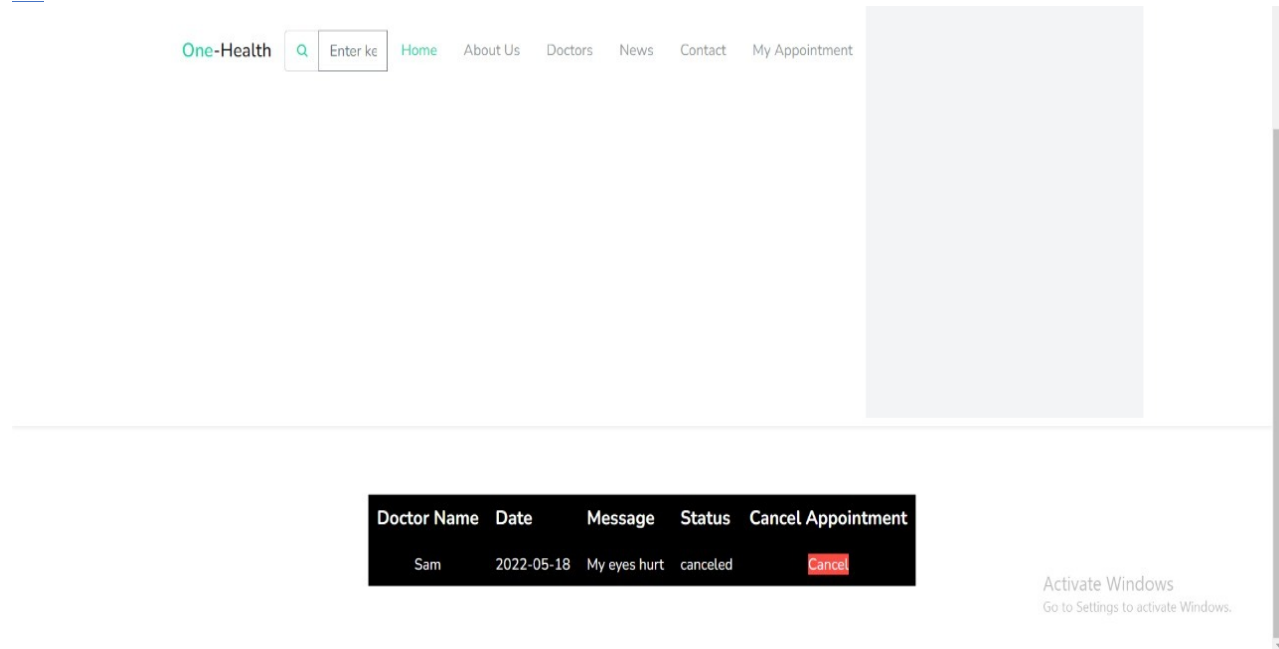 One-Health Enter ke Home About Us Doctors News Contact My Appointment
Doctor Name Date Message Status Cancel Appointment
Sam 2022-05-18 My eyes hurt canceled Cancel
Activate Windows
Go to Settings to activate Windows.